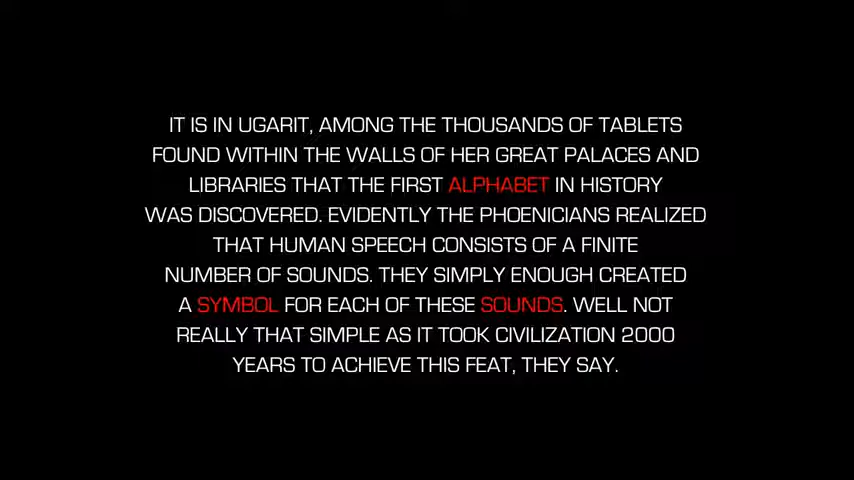 IT IS IN UGARIT, AMONG THE THOUSANDS OF TABLETS
FOUND WITHIN THE WALLS OF HER GREAT PALACES AND
LIBRARIES THAT THE FIRST ALPHABET IN HISTORY
WAS DISCOVERED. EVIDENTLY THE PHOENICIANS REALIZED
THAT HUMAN SPEECH CONSISTS OF A FINITE
NUMBER OF SOUNDS. THEY SIMPLY ENOUGH CREATED
A SYMBOL FOR EACH OF THESE SOUNDS. WELL NOT
REALLY THAT SIMPLE AS IT TOOK CIVILIZATION 2000
YEARS TO ACHIEVE THIS FEAT, THEY SAY.